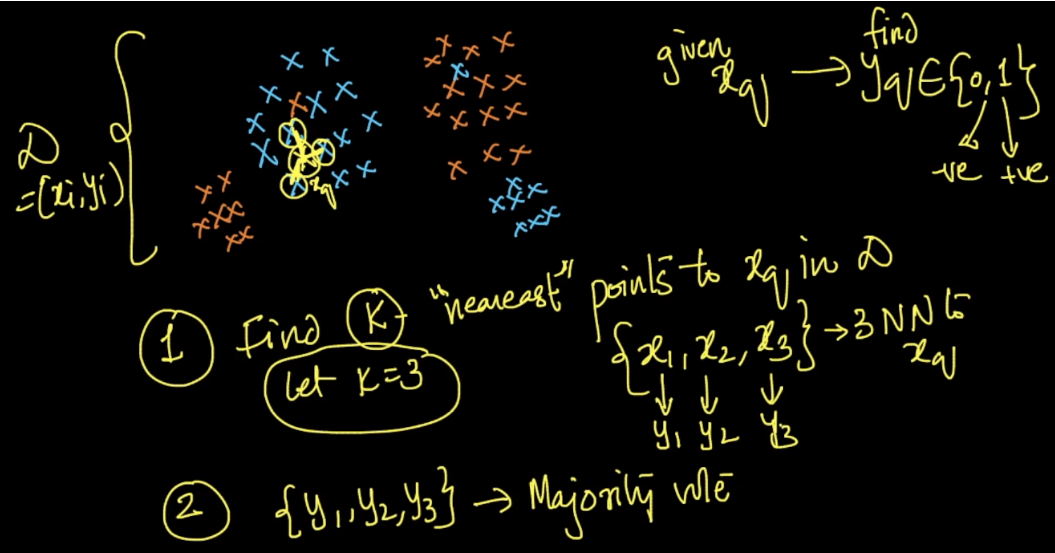 given xq → find yq ∈ {0, 1}
-ve +ve
D = {xi, yi}
xq
1 Find K- "neareast" points to xq in D
Let K=3
{x1, x2, x3} → 3 NN to xq
y1 y2 y3
2 {y1, y2, y3} → Majority vote